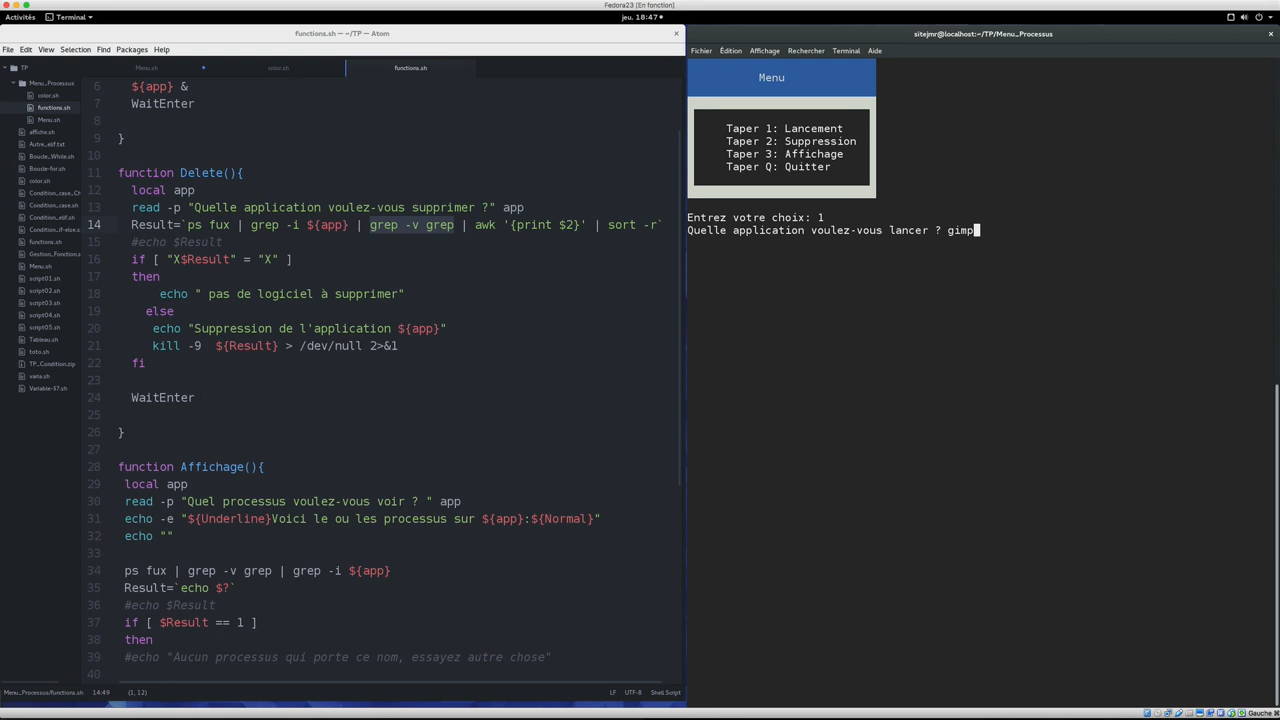 Fedora23 [En fonction]
Activités Terminal jeu. 18:47
functions.sh — ~/TP — Atom
File Edit View Selection Find Packages Help
TP
Menu_Processus
color.sh
functions.sh
Menu.sh
affiche.sh
Autre_elif.txt
Boucle_While.sh
Boucle-for.sh
color.sh
Condition_case_Ch
Condition_case.sh
Condition_elif.sh
Condition_if-else.s
functions.sh
Gestion_Fonction.s
Menu.sh
script01.sh
script02.sh
script03.sh
script04.sh
script05.sh
Tableau.sh
toto.sh
TP_Condition.zip
varia.sh
Variable-$?.sh
Menu.sh color.sh functions.sh
6 ${app} &
7 WaitEnter
8
9 }
10
11 function Delete(){
12 local app
13 read -p "Quelle application voulez-vous supprimer ?" app
14 Result=`ps fux | grep -i ${app} | grep -v grep | awk '{print $2}' | sort -r`
15 #echo $Result
16 if [ "X$Result" = "X" ]
17 then
18 echo " pas de logiciel à supprimer"
19 else
20 echo "Suppression de l'application ${app}"
21 kill -9 ${Result} > /dev/null 2>&1
22 fi
23
24 WaitEnter
25
26 }
27
28 function Affichage(){
29 local app
30 read -p "Quel processus voulez-vous voir ? " app
31 echo -e "${Underline}Voici le ou les processus sur ${app}:${Normal}"
32 echo ""
33
34 ps fux | grep -v grep | grep -i ${app}
35 Result=`echo $?`
36 #echo $Result
37 if [ $Result == 1 ]
38 then
39 #echo "Aucun processus qui porte ce nom, essayez autre chose"
40
Menu_Processus/functions.sh 14:49 (1, 12) LF UTF-8 Shell Script
sitejmr@localhost:~/TP/Menu_Processus
Fichier Édition Affichage Rechercher Terminal Aide
Menu
Taper 1: Lancement
Taper 2: Suppression
Taper 3: Affichage
Taper Q: Quitter
Entrez votre choix: 1
Quelle application voulez-vous lancer ? gimp
Gauche ⌘